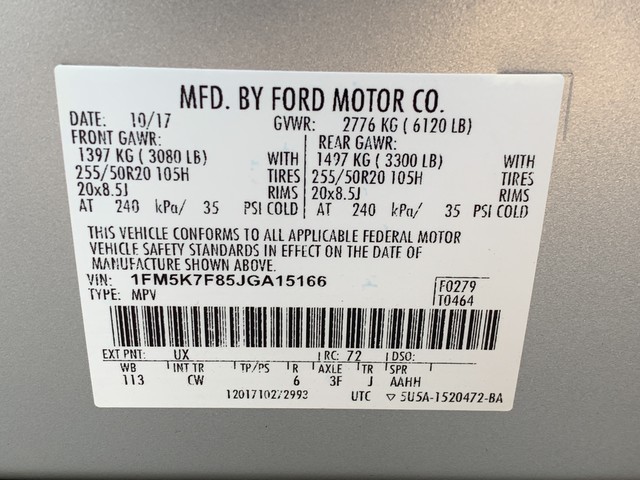 MFD. BY FORD MOTOR CO.
DATE: 10/17 GVWR: 2776 KG ( 6120 LB)
FRONT GAWR: REAR GAWR:
1397 KG ( 3080 LB) WITH 1497 KG ( 3300 LB) WITH
255/50R20 105H TIRES 255/50R20 105H TIRES
20x8.5J RIMS 20x8.5J RIMS
AT 240 kPa/ 35 PSI COLD AT 240 kPa/ 35 PSI COLD
THIS VEHICLE CONFORMS TO ALL APPLICABLE FEDERAL MOTOR
VEHICLE SAFETY STANDARDS IN EFFECT ON THE DATE OF
MANUFACTURE SHOWN ABOVE.
VIN: 1FM5K7F85JGA15166 F0279
TYPE: MPV T0464
EXT PNT: UX RC: 72 DSO:
WB INT TR TP/PS R AXLE TR SPR
113 CW 6 3F J AAHH
1201710272993 UTC ▽ 5U5A-1520472-BA